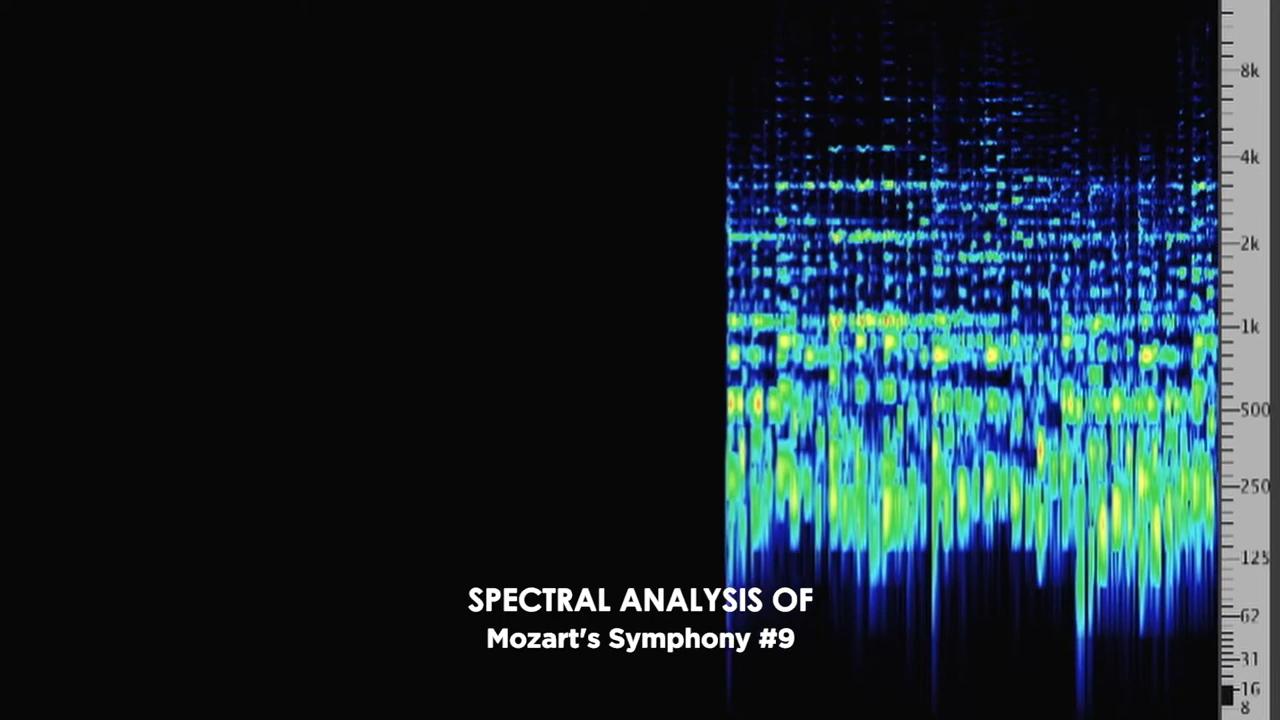 8k
4k
2k
1k
500
250
125
62
31
16
8
SPECTRAL ANALYSIS OF
Mozart's Symphony #9